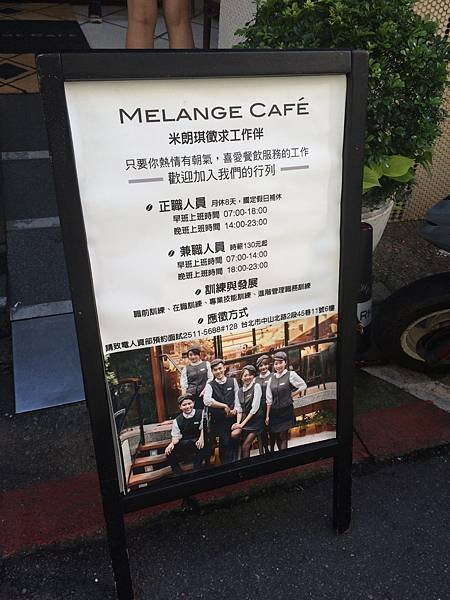 MELANGE CAFÉ
米朗琪徵求工作伴
只要你熱情有朝氣，喜愛餐飲服務的工作
歡迎加入我們的行列
正職人員 月休8天，國定假日補休
早班上班時間 07:00-18:00
晚班上班時間 14:00-23:00
兼職人員 時薪130元起
早班上班時間 07:00-14:00
晚班上班時間 18:00-23:00
訓練與發展
職前訓練、在職訓練、專業技能訓練、進階管理職務訓練
應徵方式
請致電人資部預約面試2511-5688#128 台北市中山北路2段45巷11號6樓